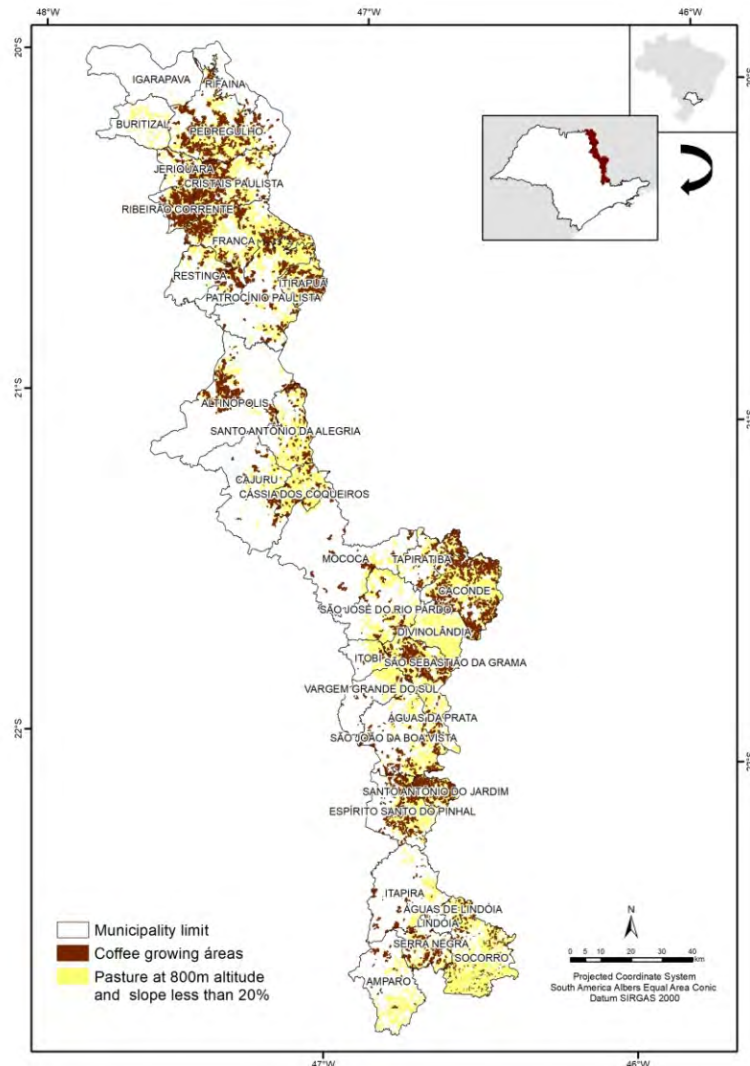 48°W
47°W
46°W
20°S
20°S
IGARAPAVA
RIFAINA
BURITIZAL
PEDREGULHO
JERIQUARA
CRISTAIS PAULISTA
RIBEIRÃO CORRENTE
FRANCA
RESTINGA
ITIRAPUÃ
PATROCÍNIO PAULISTA
21°S
21°S
ALTINÓPOLIS
SANTO ANTÔNIO DA ALEGRIA
CAJURU
CÁSSIA DOS COQUEIROS
MOCOCA
TAPIRATIBA
CACONDE
SÃO JOSÉ DO RIO PARDO
DIVINOLÂNDIA
ITOBI
SÃO SEBASTIÃO DA GRAMA
VARGEM GRANDE DO SUL
ÁGUAS DA PRATA
22°S
SÃO JOÃO DA BOA VISTA
22°S
SANTO ANTÔNIO DO JARDIM
ESPÍRITO SANTO DO PINHAL
ITAPIRA
ÁGUAS DE LINDÓIA
LINDÓIA
SERRA NEGRA
SOCORRO
AMPARO
Municipality limit
Coffee growing áreas
Pasture at 800m altitude
and slope less than 20%
N
0 5 10 20 30 40
km
Projected Coordinate System
South America Albers Equal Area Conic
Datum SIRGAS 2000
47°W
46°W